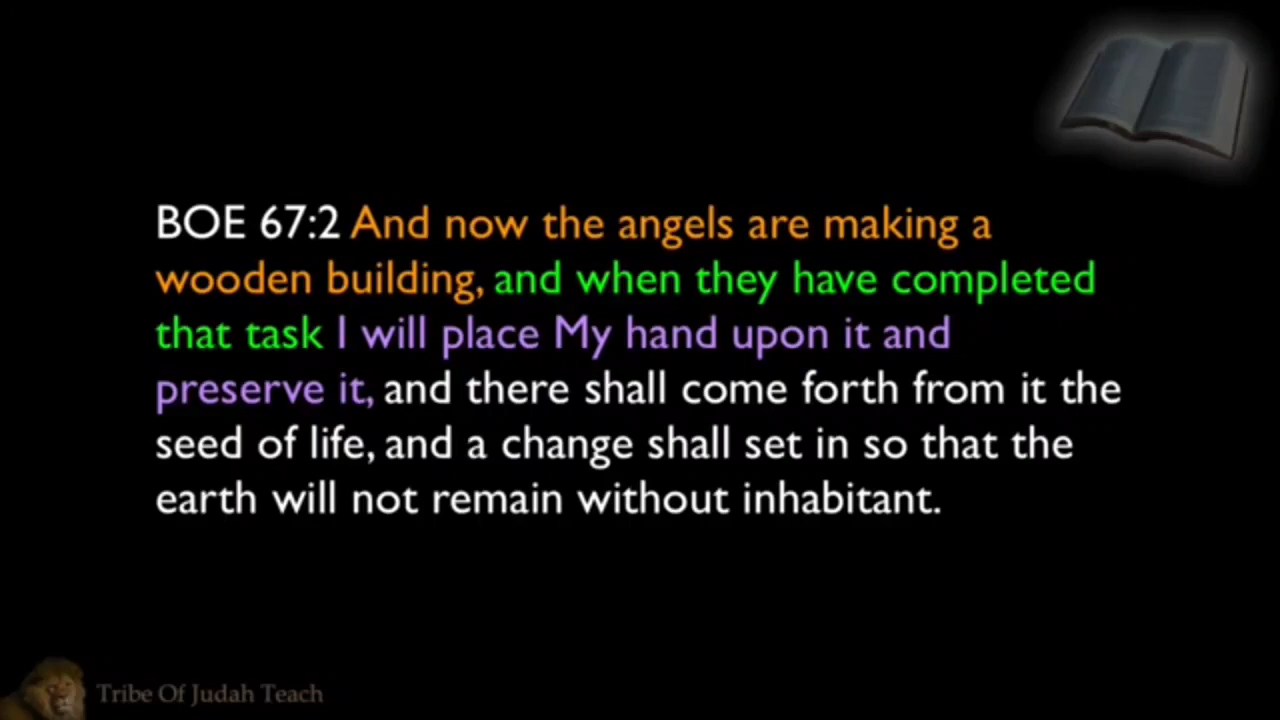 BOE 67:2 And now the angels are making a
wooden building, and when they have completed
that task I will place My hand upon it and
preserve it, and there shall come forth from it the
seed of life, and a change shall set in so that the
earth will not remain without inhabitant.
Tribe Of Judah Teach